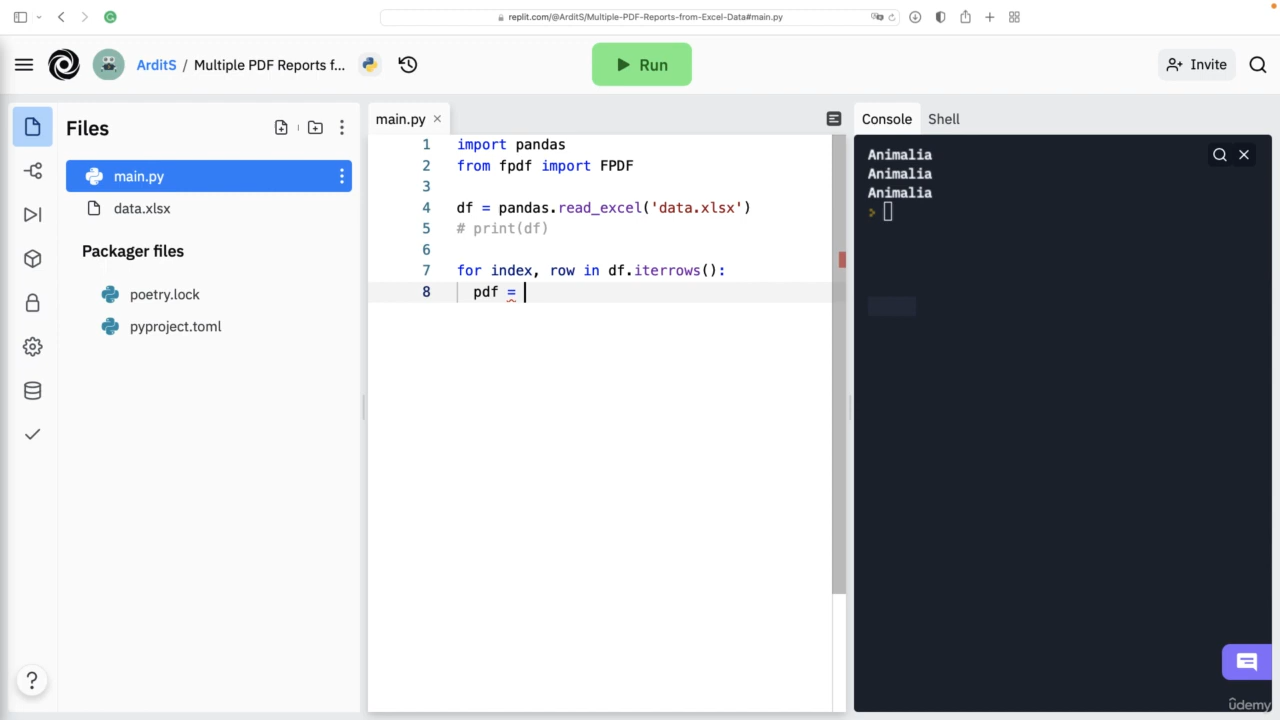 replit.com/@ArditS/Multiple-PDF-Reports-from-Excel-Data#main.py
ArditS / Multiple PDF Reports f...
Run
Invite
Files
main.py
data.xlsx
Packager files
poetry.lock
pyproject.toml
?
main.py
1 import pandas
2 from fpdf import FPDF
3
4 df = pandas.read_excel('data.xlsx')
5 # print(df)
6
7 for index, row in df.iterrows():
8 pdf =
Console Shell
Animalia
Animalia
Animalia
ûdemy